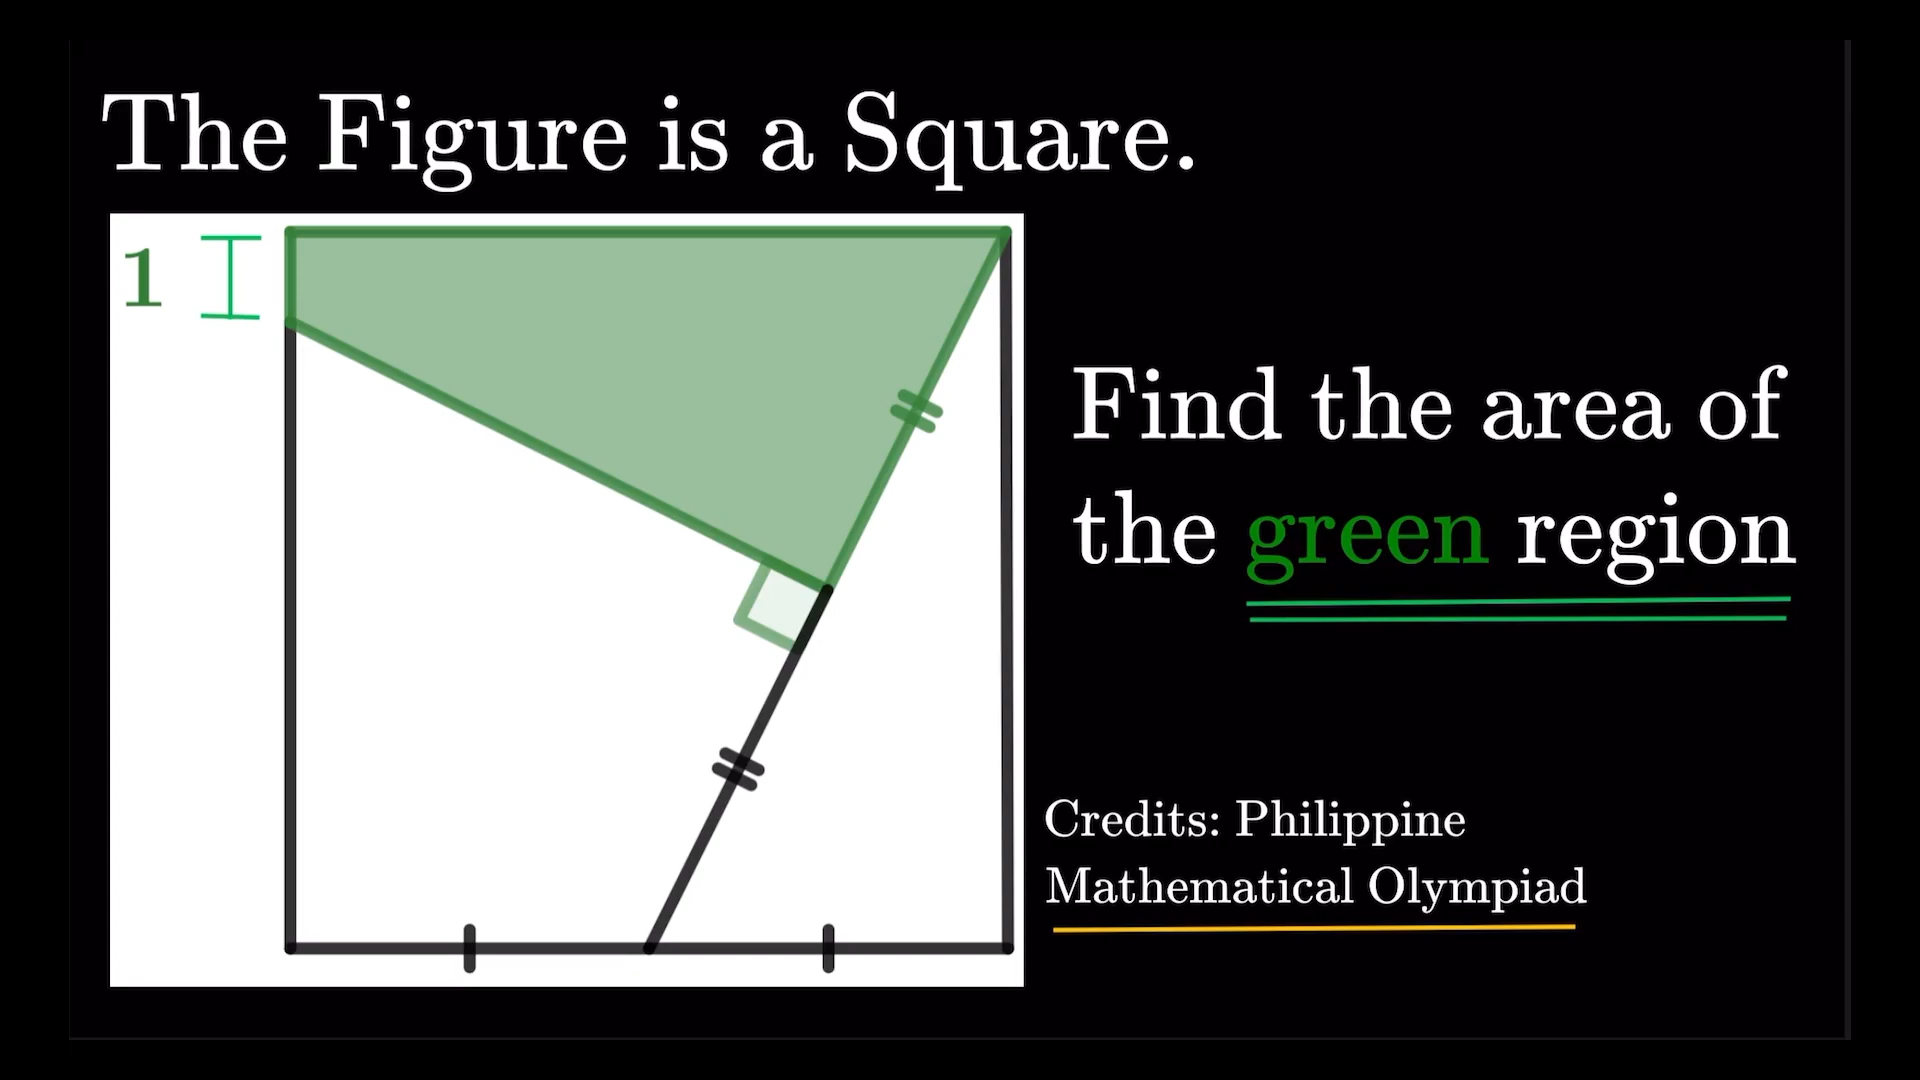 The Figure is a Square.
1
Find the area of
the green region
Credits: Philippine
Mathematical Olympiad